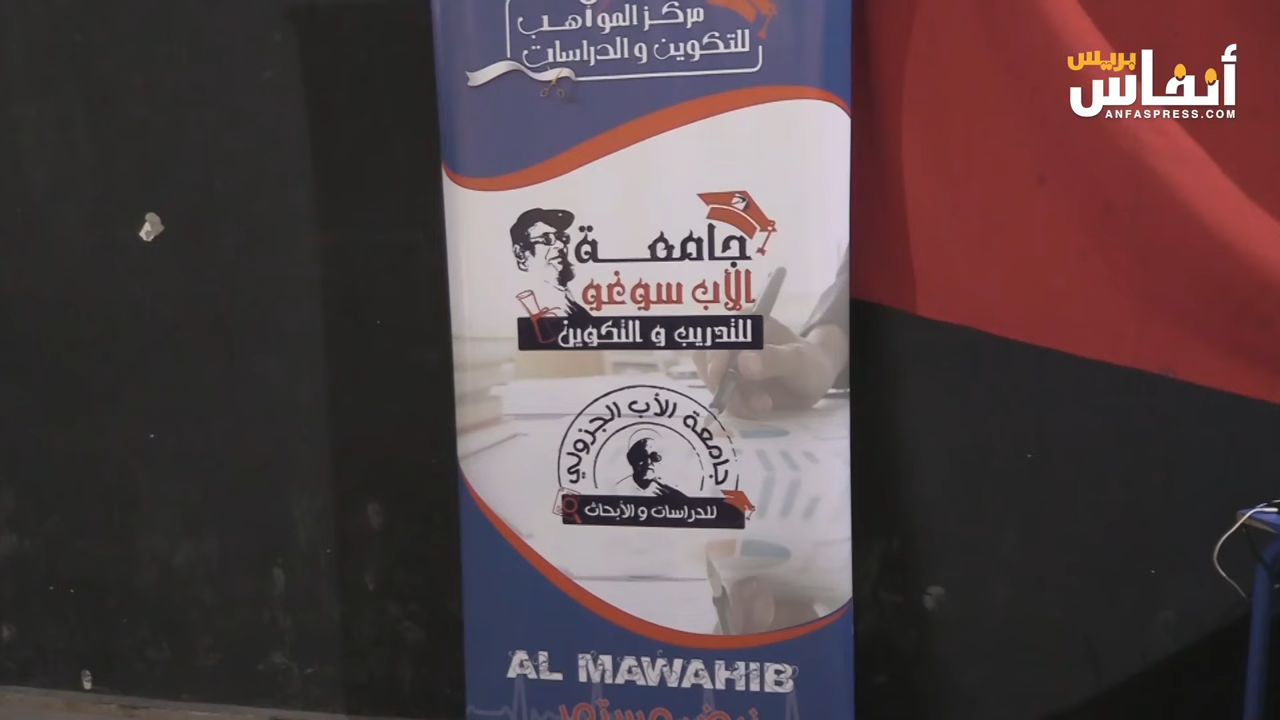 مركز المواهب
للتكوين و الدراسات
بريس
أنفاس
ANFASPRESS.COM
جامعة
الأب سوغو
للتدريب و التكوين
جامعة الأب الجزولي
للدراسات و الأبحاث
AL MAWAHIB